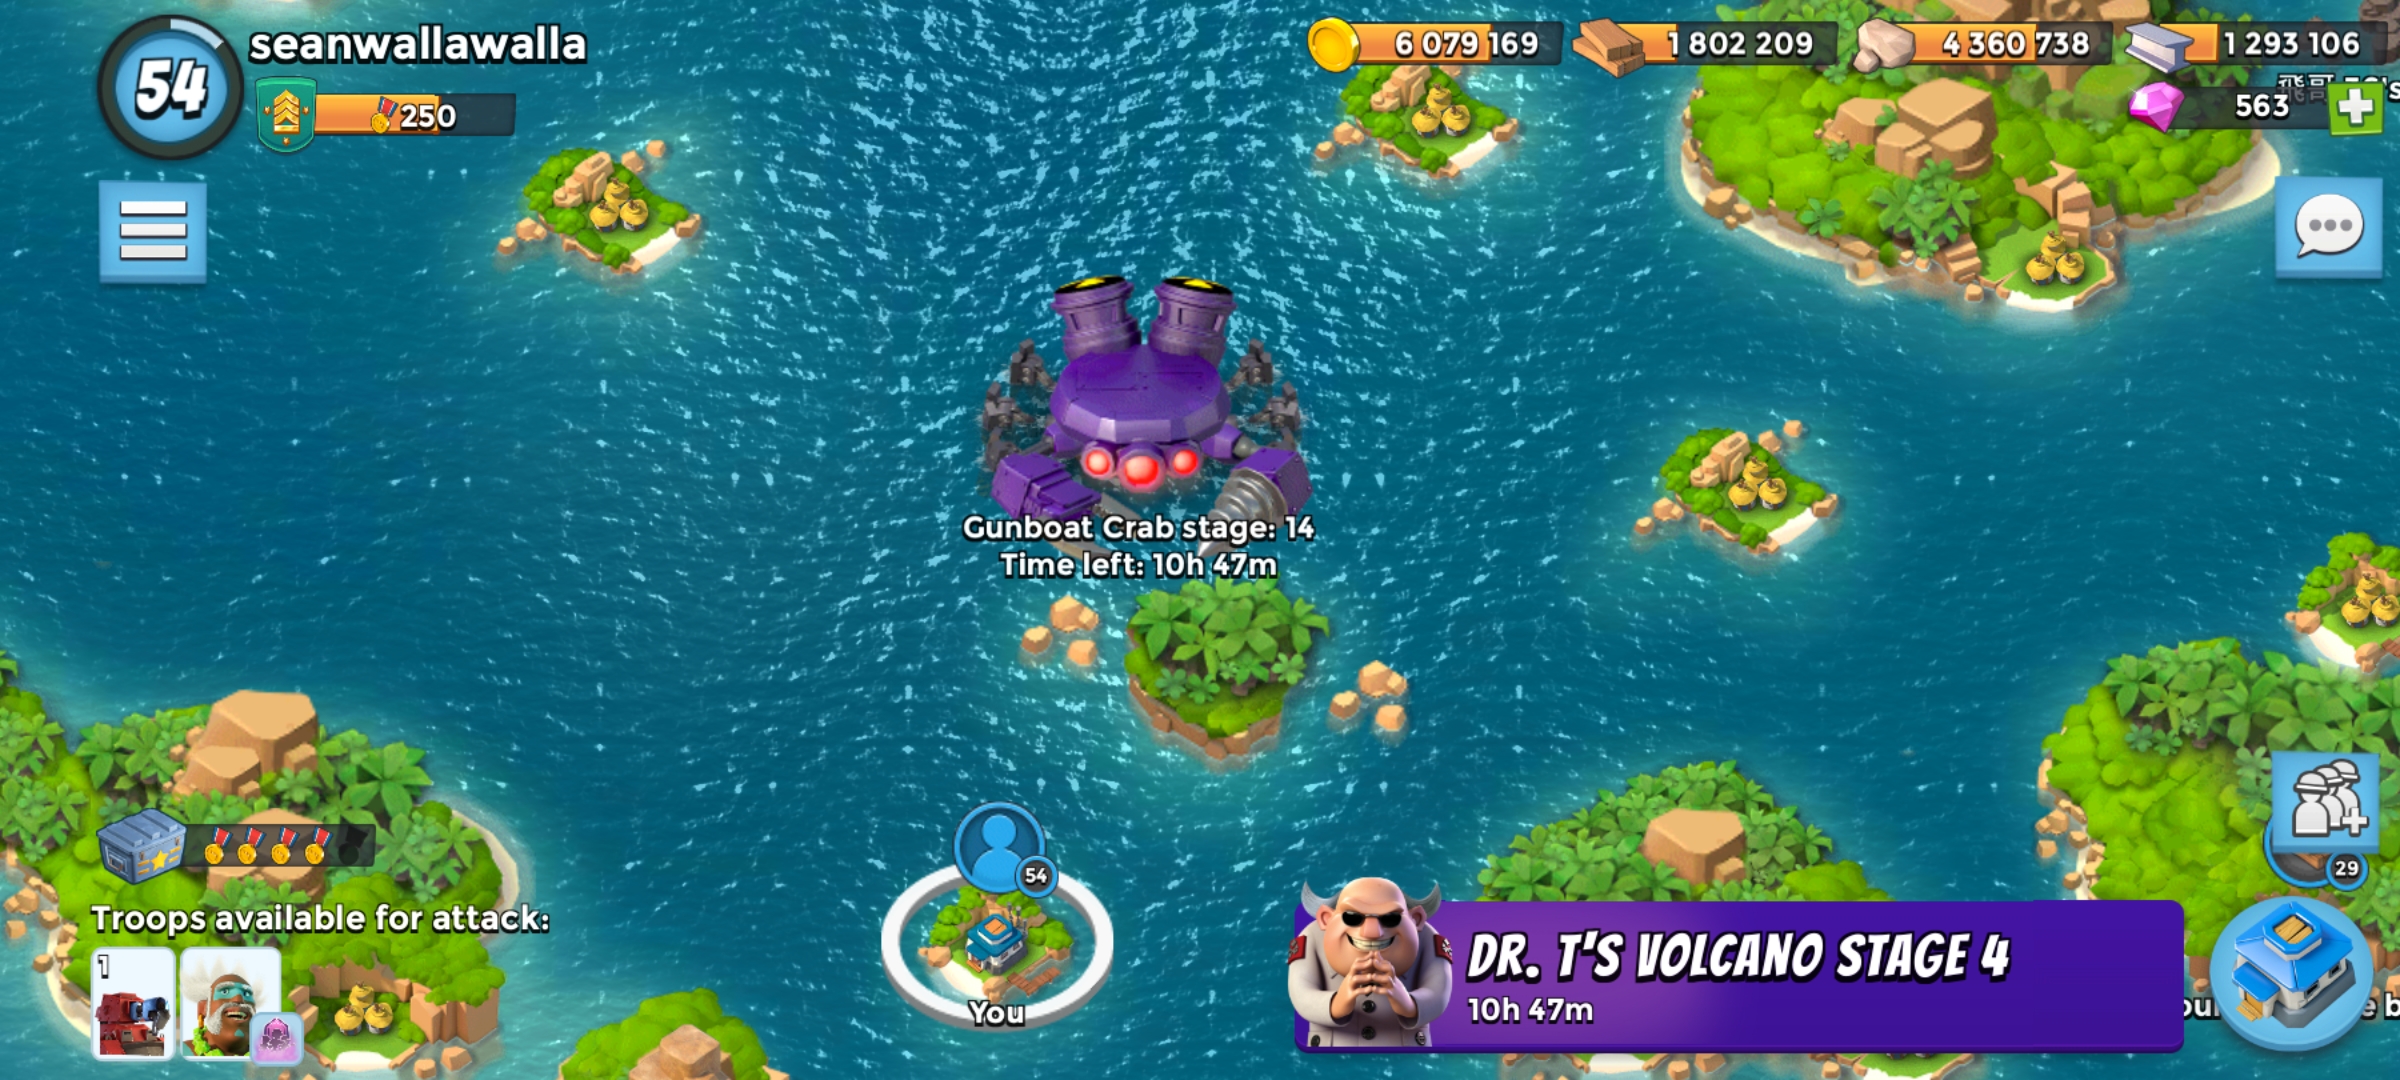 54
seanwallawalla
250
6 079 169
1 802 209
4 360 738
1 293 106
563
Gunboat Crab stage: 14
Time left: 10h 47m
54
You
29
Troops available for attack:
1
DR. T'S VOLCANO STAGE 4
10h 47m